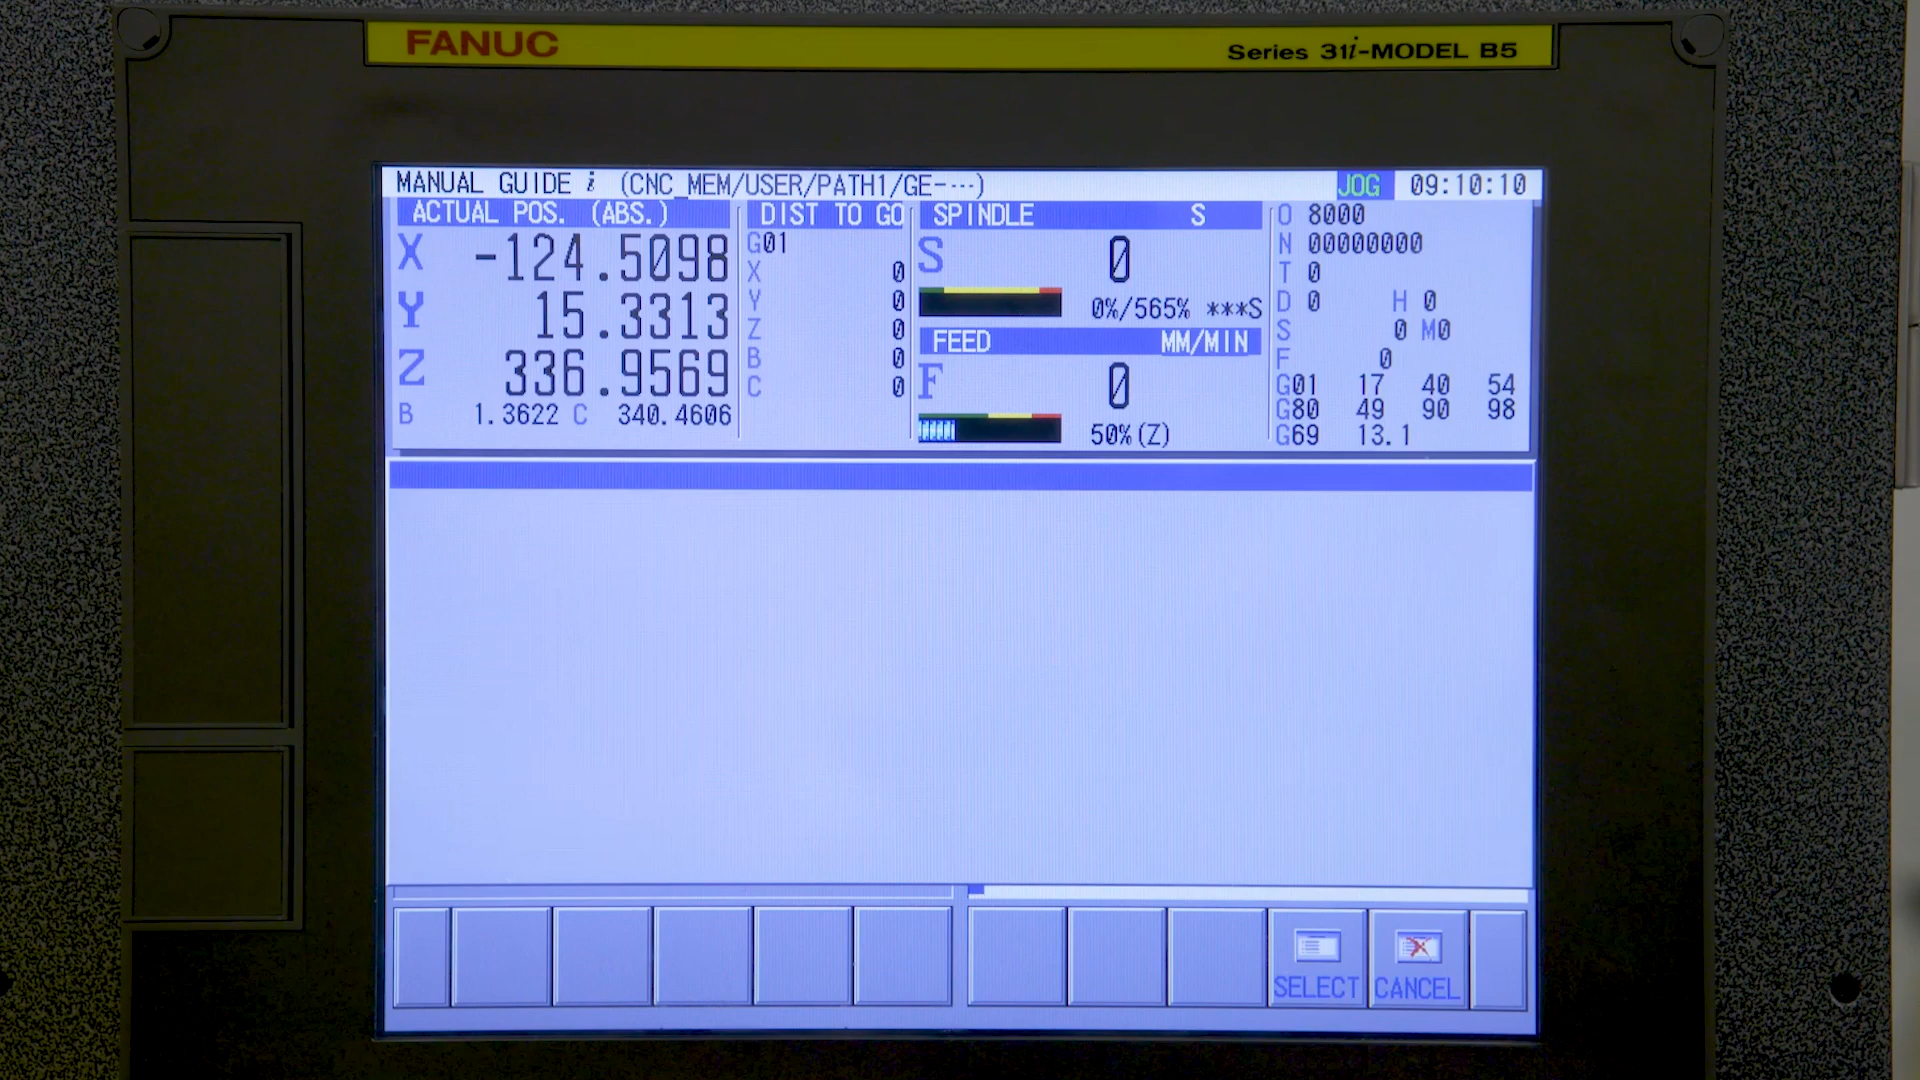 FANUC
Series 31i-MODEL B5
MANUAL GUIDE i (CNC_MEM/USER/PATH1/GE----) JOG 09:10:10
ACTUAL POS. (ABS.) DIST TO GO SPINDLE S O 8000
X -124.5098 G01 S 0 N 00000000
X 0 T 0
Y 15.3313 Y 0 0%/565% ***S D 0 H 0
Z 0 FEED MM/MIN S 0 M0
Z 336.9569 B 0 F 0 F 0
C 0 G01 17 40 54
B 1.3622 C 340.4606 G80 49 90 98
50%(Z) G69 13.1
SELECT CANCEL